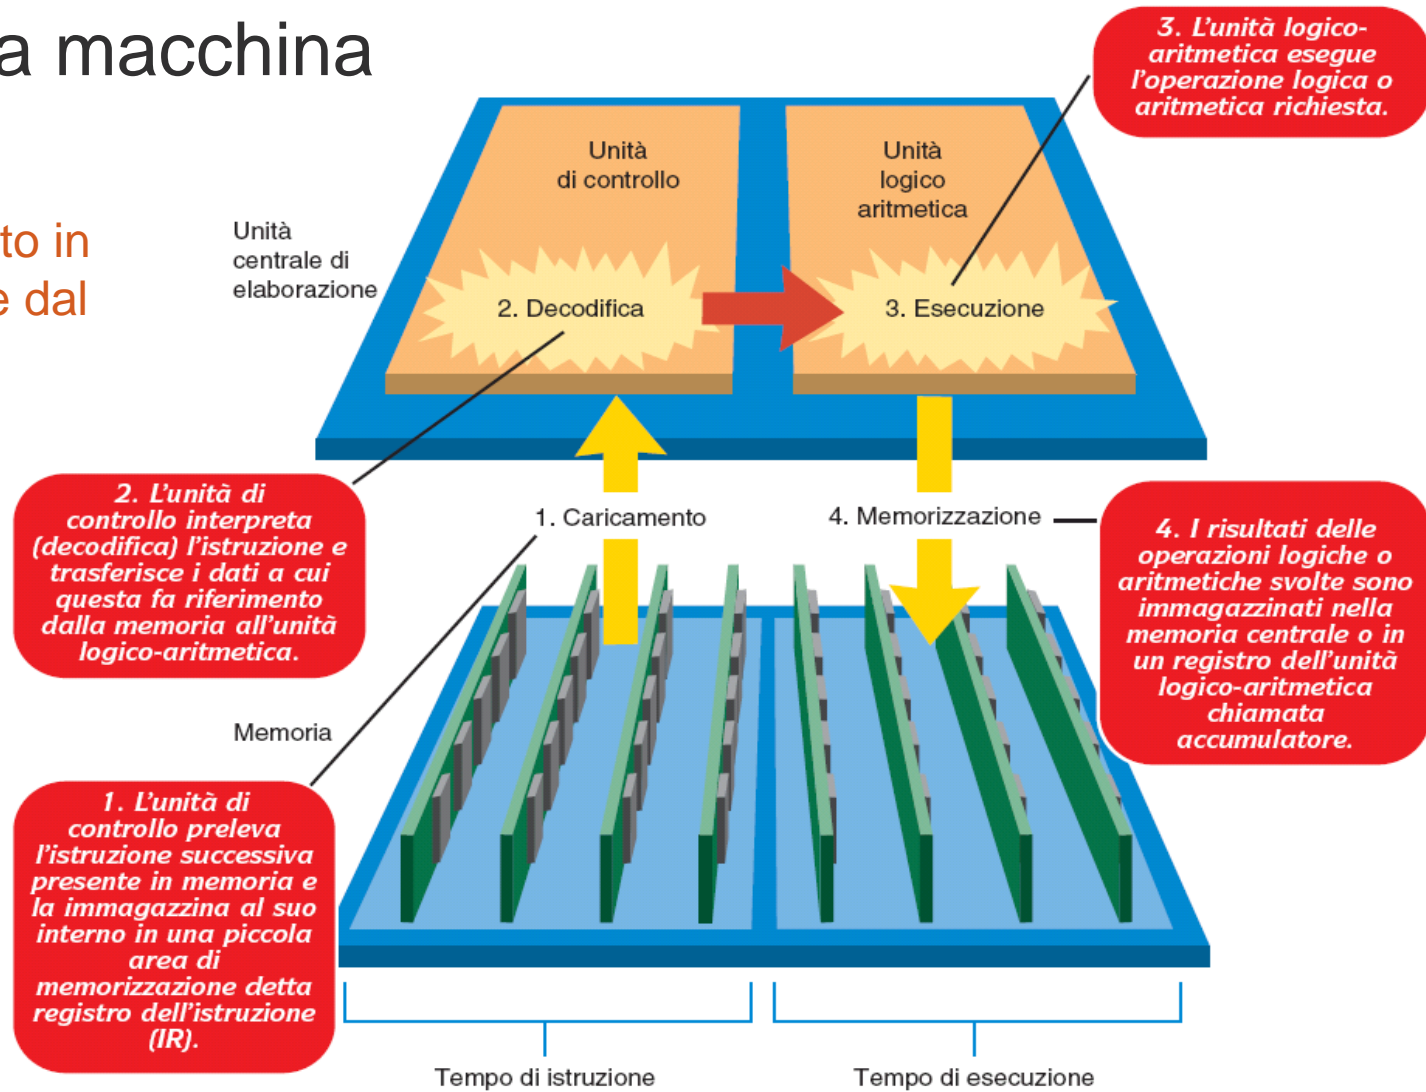 a macchina
to in
e dal
3. L'unità logico-
aritmetica esegue
l'operazione logica o
aritmetica richiesta.
Unità
di controllo
Unità
logico
aritmetica
Unità
centrale di
elaborazione
2. Decodifica
3. Esecuzione
2. L'unità di
controllo interpreta
(decodifica) l'istruzione e
trasferisce i dati a cui
questa fa riferimento
dalla memoria all'unità
logico-aritmetica.
1. Caricamento
4. Memorizzazione
4. I risultati delle
operazioni logiche o
aritmetiche svolte sono
immagazzinati nella
memoria centrale o in
un registro dell'unità
logico-aritmetica
chiamata
accumulatore.
Memoria
1. L'unità di
controllo preleva
l'istruzione successiva
presente in memoria e
la immagazzina al suo
interno in una piccola
area di
memorizzazione detta
registro dell'istruzione
(IR).
Tempo di istruzione
Tempo di esecuzione